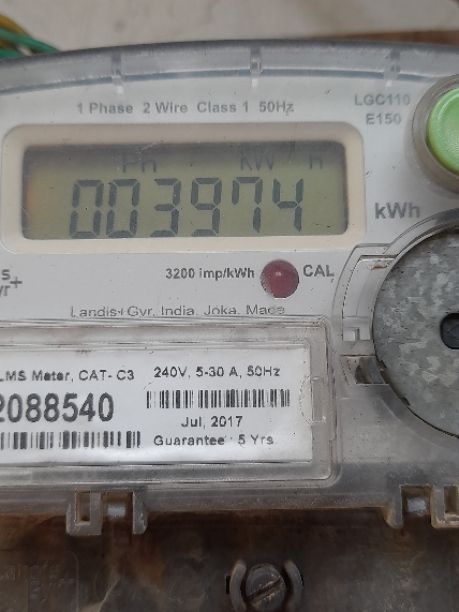 1 Phase 2 Wire Class 1 50Hz
LGC110
E150
Ph KW h
003974
kWh
3200 imp/kWh
CAL
Landis+Gyr, India, Joka, Made
LMS Meter, CAT- C3
240V, 5-30 A, 50Hz
2088540
Jul, 2017
Guarantee : 5 Yrs